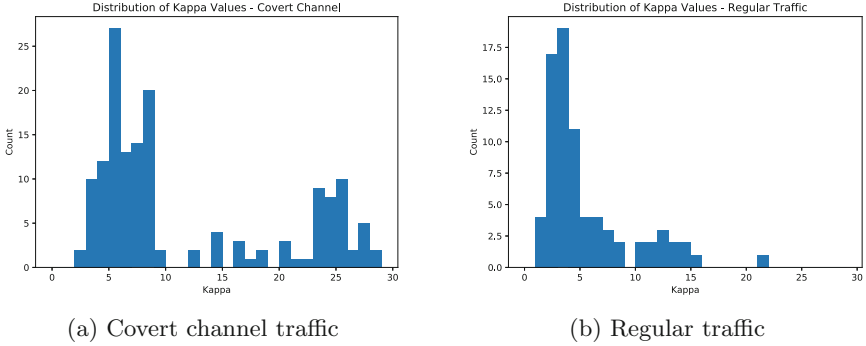 Distribution of Kappa Values - Covert Channel
25
20
15
10
5
0
Count
0 5 10 15 20 25 30
Kappa
(a) Covert channel traffic
Distribution of Kappa Values - Regular Traffic
17.5
15.0
12.5
10.0
7.5
5.0
2.5
0.0
Count
0 5 10 15 20 25 30
Kappa
(b) Regular traffic